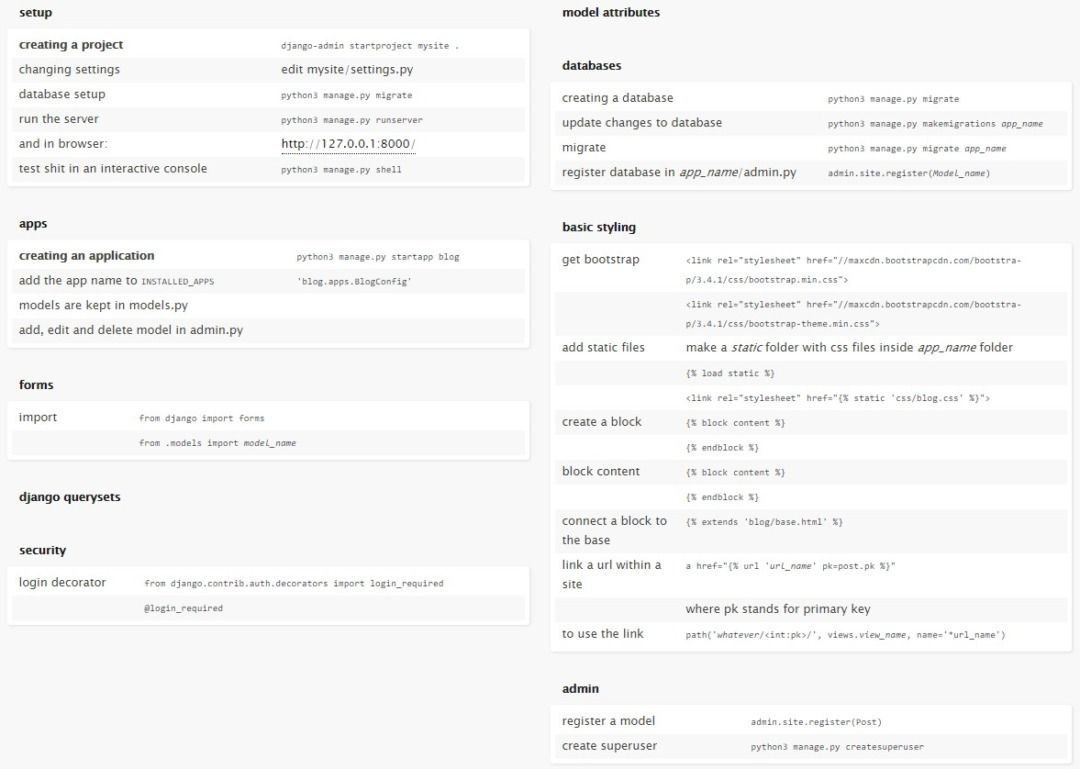 setup
creating a project django-admin startproject mysite .
changing settings edit mysite/settings.py
database setup python3 manage.py migrate
run the server python3 manage.py runserver
and in browser: http://127.0.0.1:8000/
test shit in an interactive console python3 manage.py shell
apps
creating an application python3 manage.py startapp blog
add the app name to INSTALLED_APPS 'blog.apps.BlogConfig'
models are kept in models.py
add, edit and delete model in admin.py
forms
import from django import forms
from .models import model_name
django querysets
security
login decorator from django.contrib.auth.decorators import login_required
@login_required
model attributes
databases
creating a database python3 manage.py migrate
update changes to database python3 manage.py makemigrations app_name
migrate python3 manage.py migrate app_name
register database in app_name/admin.py admin.site.register(Model_name)
basic styling
get bootstrap <link rel="stylesheet" href="//maxcdn.bootstrapcdn.com/bootstra-
p/3.4.1/css/bootstrap.min.css">
<link rel="stylesheet" href="//maxcdn.bootstrapcdn.com/bootstra-
p/3.4.1/css/bootstrap-theme.min.css">
add static files make a static folder with css files inside app_name folder
{% load static %}
<link rel="stylesheet" href="{% static 'css/blog.css' %}">
create a block {% block content %}
{% endblock %}
block content {% block content %}
{% endblock %}
connect a block to {% extends 'blog/base.html' %}
the base
link a url within a a href="{% url 'url_name' pk=post.pk %}"
site
where pk stands for primary key
to use the link path('whatever/<int:pk>/', views.view_name, name='*url_name')
admin
register a model admin.site.register(Post)
create superuser python3 manage.py createsuperuser